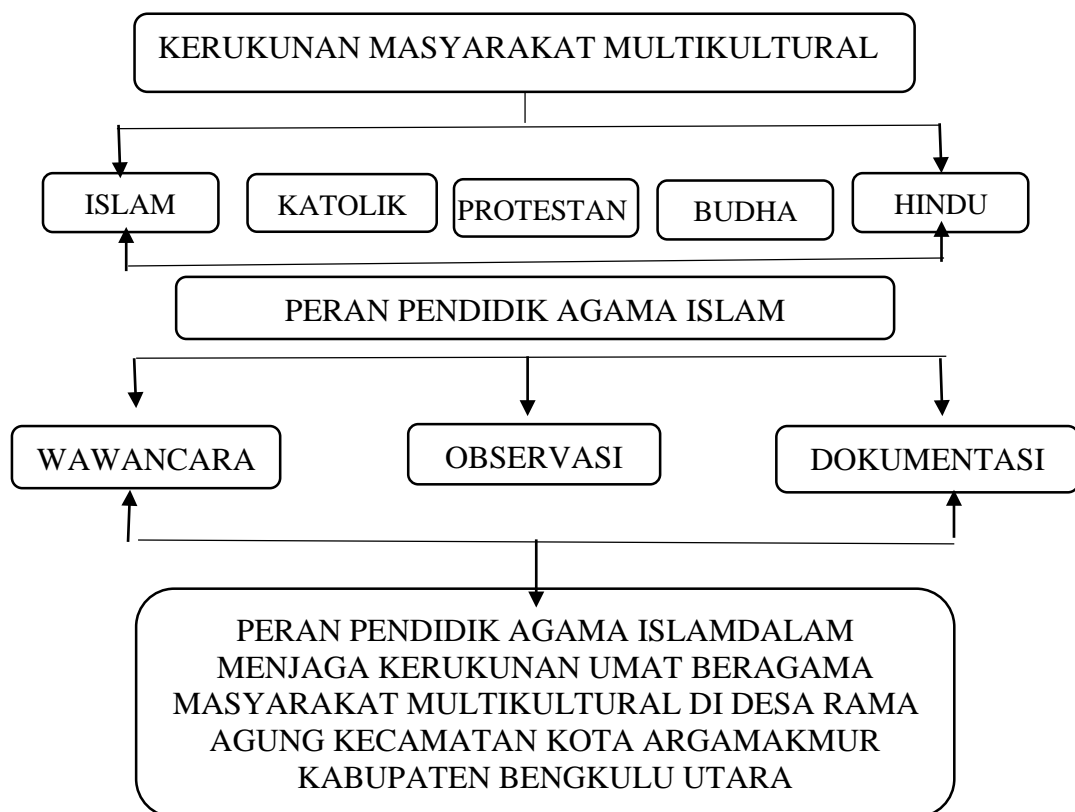 KERUKUNAN MASYARAKAT MULTIKULTURAL
ISLAM
KATOLIK
PROTESTAN
BUDHA
HINDU
PERAN PENDIDIK AGAMA ISLAM
WAWANCARA
OBSERVASI
DOKUMENTASI
PERAN PENDIDIK AGAMA ISLAMDALAM
MENJAGA KERUKUNAN UMAT BERAGAMA
MASYARAKAT MULTIKULTURAL DI DESA RAMA
AGUNG KECAMATAN KOTA ARGAMAKMUR
KABUPATEN BENGKULU UTARA